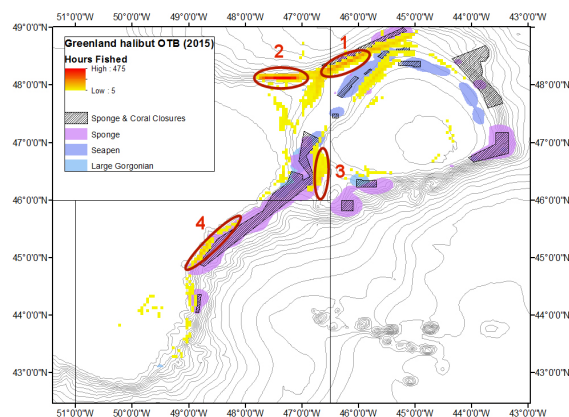 49°0'0"N
48°0'0"N
47°0'0"N
46°0'0"N
45°0'0"N
44°0'0"N
43°0'0"N
51°0'0"W 50°0'0"W 49°0'0"W 48°0'0"W 47°0'0"W 46°0'0"W 45°0'0"W 44°0'0"W 43°0'0"W
Greenland halibut OTB (2015)
Hours Fished
High : 475
Low : 5
Sponge & Coral Closures
Sponge
Seapen
Large Gorgonian
1
2
3
4
49°0'0"N
48°0'0"N
47°0'0"N
46°0'0"N
45°0'0"N
44°0'0"N
43°0'0"N
51°0'0"W 50°0'0"W 49°0'0"W 48°0'0"W 47°0'0"W 46°0'0"W 45°0'0"W 44°0'0"W 43°0'0"W